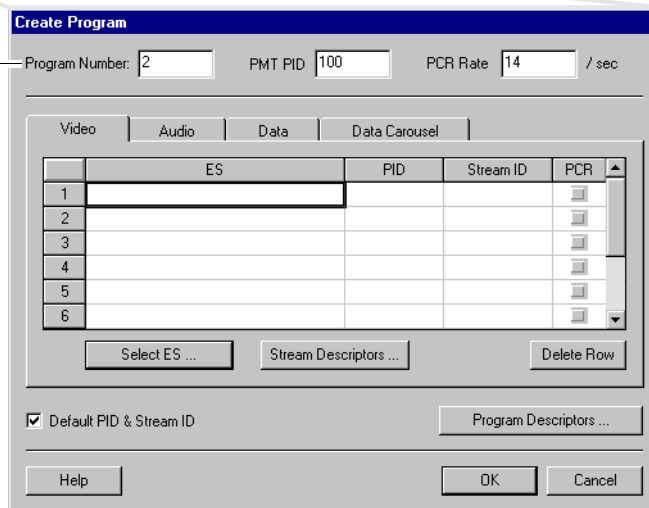 Create Program
Program Number: 2 PMT PID 100 PCR Rate 14 / sec
Video Audio Data Data Carousel
ES PID Stream ID PCR
1
2
3
4
5
6
Select ES ... Stream Descriptors ... Delete Row
Default PID & Stream ID Program Descriptors ...
Help OK Cancel